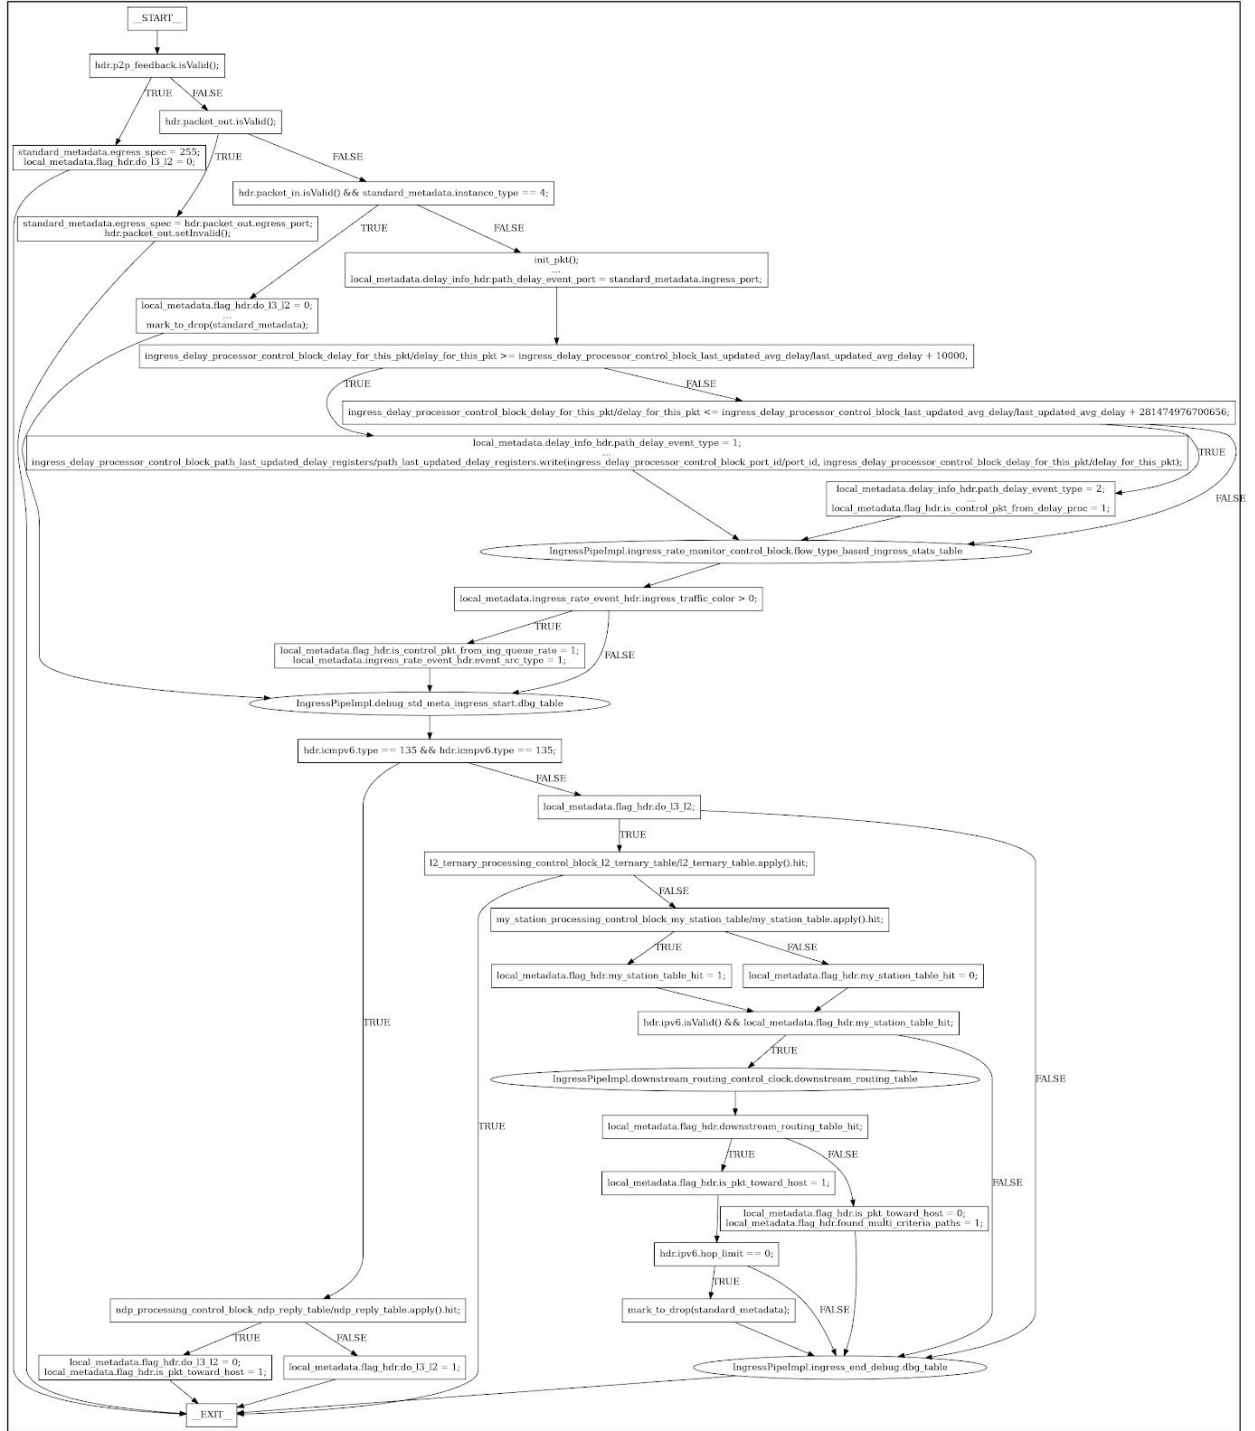 __START__
hdr.p2p_feedback.isValid();
TRUE
FALSE
hdr.packet_out.isValid();
standard_metadata.egress_spec = 255;
local_metadata.flag_hdr.do_l3_l2 = 0;
TRUE
FALSE
hdr.packet_in.isValid() && standard_metadata.instance_type == 4;
standard_metadata.egress_spec = hdr.packet_out.egress_port;
hdr.packet_out.setInvalid();
TRUE
FALSE
init_pkt();
...
local_metadata.delay_info_hdr.path_delay_event_port = standard_metadata.ingress_port;
local_metadata.flag_hdr.do_l3_l2 = 0;
...
mark_to_drop(standard_metadata);
ingress_delay_processor_control_block_delay_for_this_pkt/delay_for_this_pkt >= ingress_delay_processor_control_block_last_updated_avg_delay/last_updated_avg_delay + 10000;
TRUE
FALSE
ingress_delay_processor_control_block_delay_for_this_pkt/delay_for_this_pkt <= ingress_delay_processor_control_block_last_updated_avg_delay/last_updated_avg_delay + 281474976700656;
local_metadata.delay_info_hdr.path_delay_event_type = 1;
...
ingress_delay_processor_control_block_path_last_updated_delay_registers/path_last_updated_delay_registers.write(ingress_delay_processor_control_block_port_id/port_id, ingress_delay_processor_control_block_delay_for_this_pkt/delay_for_this_pkt);
TRUE
FALSE
local_metadata.delay_info_hdr.path_delay_event_type = 2;
...
local_metadata.flag_hdr.is_control_pkt_from_delay_proc = 1;
IngressPipeImpl.ingress_rate_monitor_control_block.flow_type_based_ingress_stats_table
local_metadata.ingress_rate_event_hdr.ingress_traffic_color > 0;
TRUE
FALSE
local_metadata.flag_hdr.is_control_pkt_from_ing_queue_rate = 1;
local_metadata.ingress_rate_event_hdr.event_src_type = 1;
IngressPipeImpl.debug_std_meta_ingress_start.dbg_table
hdr.icmpv6.type == 135 && hdr.icmpv6.type == 135;
FALSE
local_metadata.flag_hdr.do_l3_l2;
TRUE
l2_ternary_processing_control_block_l2_ternary_table/l2_ternary_table.apply().hit;
FALSE
my_station_processing_control_block_my_station_table/my_station_table.apply().hit;
TRUE
FALSE
local_metadata.flag_hdr.my_station_table_hit = 1;
local_metadata.flag_hdr.my_station_table_hit = 0;
TRUE
hdr.ipv6.isValid() && local_metadata.flag_hdr.my_station_table_hit;
TRUE
IngressPipeImpl.downstream_routing_control_clock.downstream_routing_table
FALSE
TRUE
local_metadata.flag_hdr.downstream_routing_table_hit;
TRUE
FALSE
local_metadata.flag_hdr.is_pkt_toward_host = 1;
FALSE
local_metadata.flag_hdr.is_pkt_toward_host = 0;
local_metadata.flag_hdr.found_multi_criteria_paths = 1;
hdr.ipv6.hop_limit == 0;
TRUE
FALSE
ndp_processing_control_block_ndp_reply_table/ndp_reply_table.apply().hit;
mark_to_drop(standard_metadata);
TRUE
FALSE
local_metadata.flag_hdr.do_l3_l2 = 0;
local_metadata.flag_hdr.is_pkt_toward_host = 1;
local_metadata.flag_hdr.do_l3_l2 = 1;
IngressPipeImpl.ingress_end_debug.dbg_table
__EXIT__